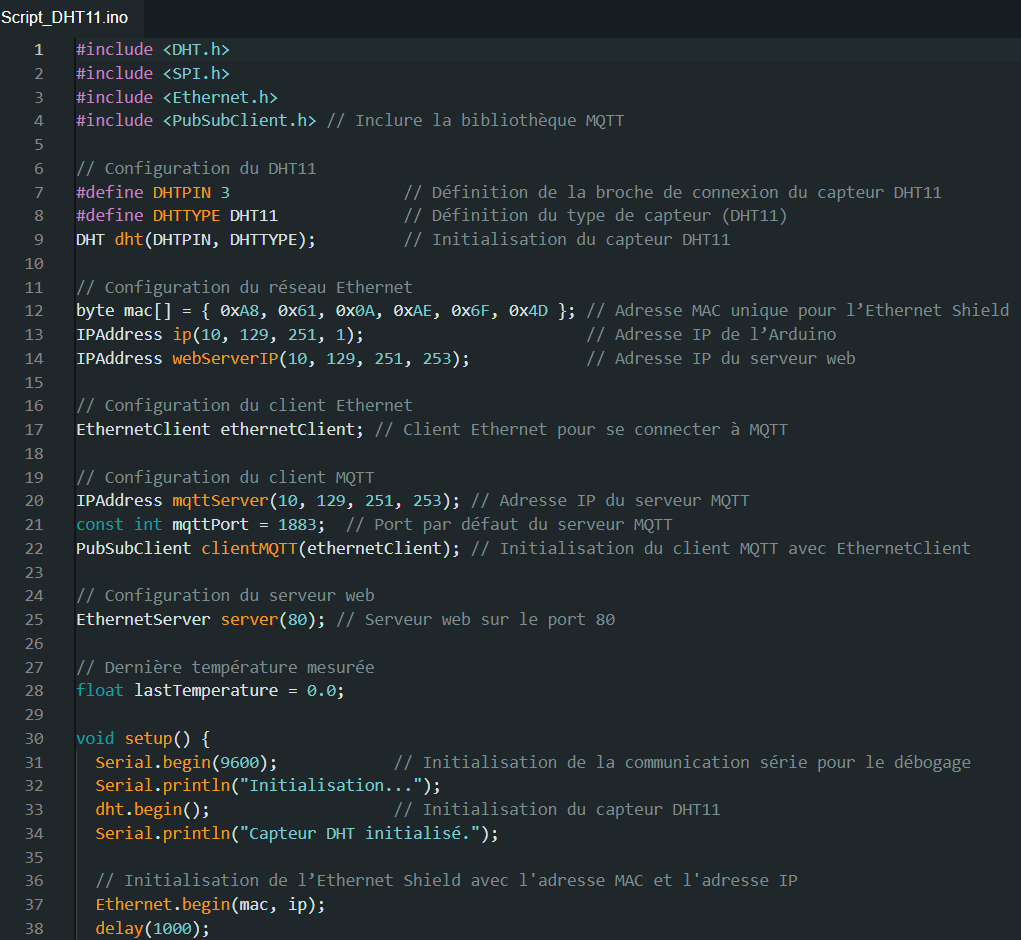 Script_DHT11.ino
1 #include <DHT.h>
2 #include <SPI.h>
3 #include <Ethernet.h>
4 #include <PubSubClient.h> // Inclure la bibliothèque MQTT
5
6 // Configuration du DHT11
7 #define DHTPIN 3 // Définition de la broche de connexion du capteur DHT11
8 #define DHTTYPE DHT11 // Définition du type de capteur (DHT11)
9 DHT dht(DHTPIN, DHTTYPE); // Initialisation du capteur DHT11
10
11 // Configuration du réseau Ethernet
12 byte mac[] = { 0xA8, 0x61, 0x0A, 0xAE, 0x6F, 0x4D }; // Adresse MAC unique pour l’Ethernet Shield
13 IPAddress ip(10, 129, 251, 1); // Adresse IP de l’Arduino
14 IPAddress webServerIP(10, 129, 251, 253); // Adresse IP du serveur web
15
16 // Configuration du client Ethernet
17 EthernetClient ethernetClient; // Client Ethernet pour se connecter à MQTT
18
19 // Configuration du client MQTT
20 IPAddress mqttServer(10, 129, 251, 253); // Adresse IP du serveur MQTT
21 const int mqttPort = 1883; // Port par défaut du serveur MQTT
22 PubSubClient clientMQTT(ethernetClient); // Initialisation du client MQTT avec EthernetClient
23
24 // Configuration du serveur web
25 EthernetServer server(80); // Serveur web sur le port 80
26
27 // Dernière température mesurée
28 float lastTemperature = 0.0;
29
30 void setup() {
31 Serial.begin(9600); // Initialisation de la communication série pour le débogage
32 Serial.println("Initialisation...");
33 dht.begin(); // Initialisation du capteur DHT11
34 Serial.println("Capteur DHT initialisé.");
35
36 // Initialisation de l’Ethernet Shield avec l'adresse MAC et l'adresse IP
37 Ethernet.begin(mac, ip);
38 delay(1000);